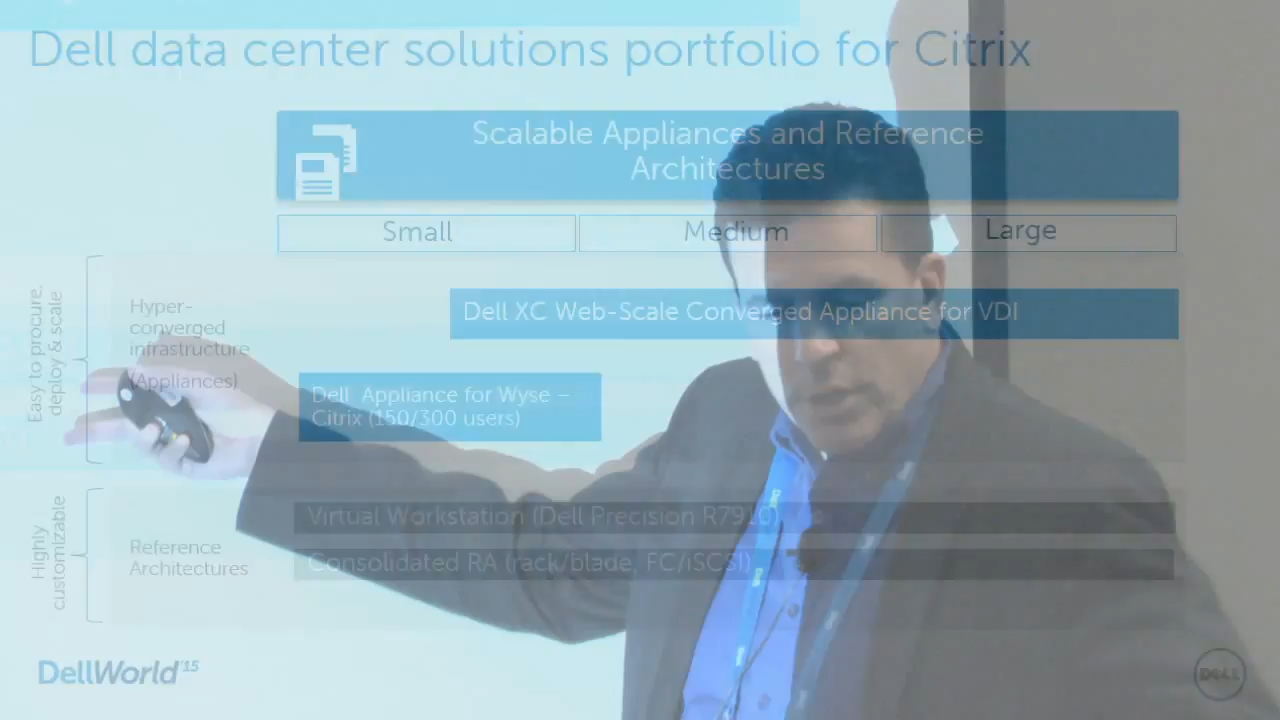 Dell data center solutions portfolio for Citrix
Scalable Appliances and Reference
Architectures
Small
Medium
Large
Easy to procure,
deploy & scale
Hyper-
converged
infrastructure
(Appliances)
Dell XC Web-Scale Converged Appliance for VDI
Dell Appliance for Wyse –
Citrix (150/300 users)
Highly
customizable
Reference
Architectures
Virtual Workstation (Dell Precision R7910)
Consolidated RA (rack/blade, FC/iSCSI)
DellWorld'15
DELL